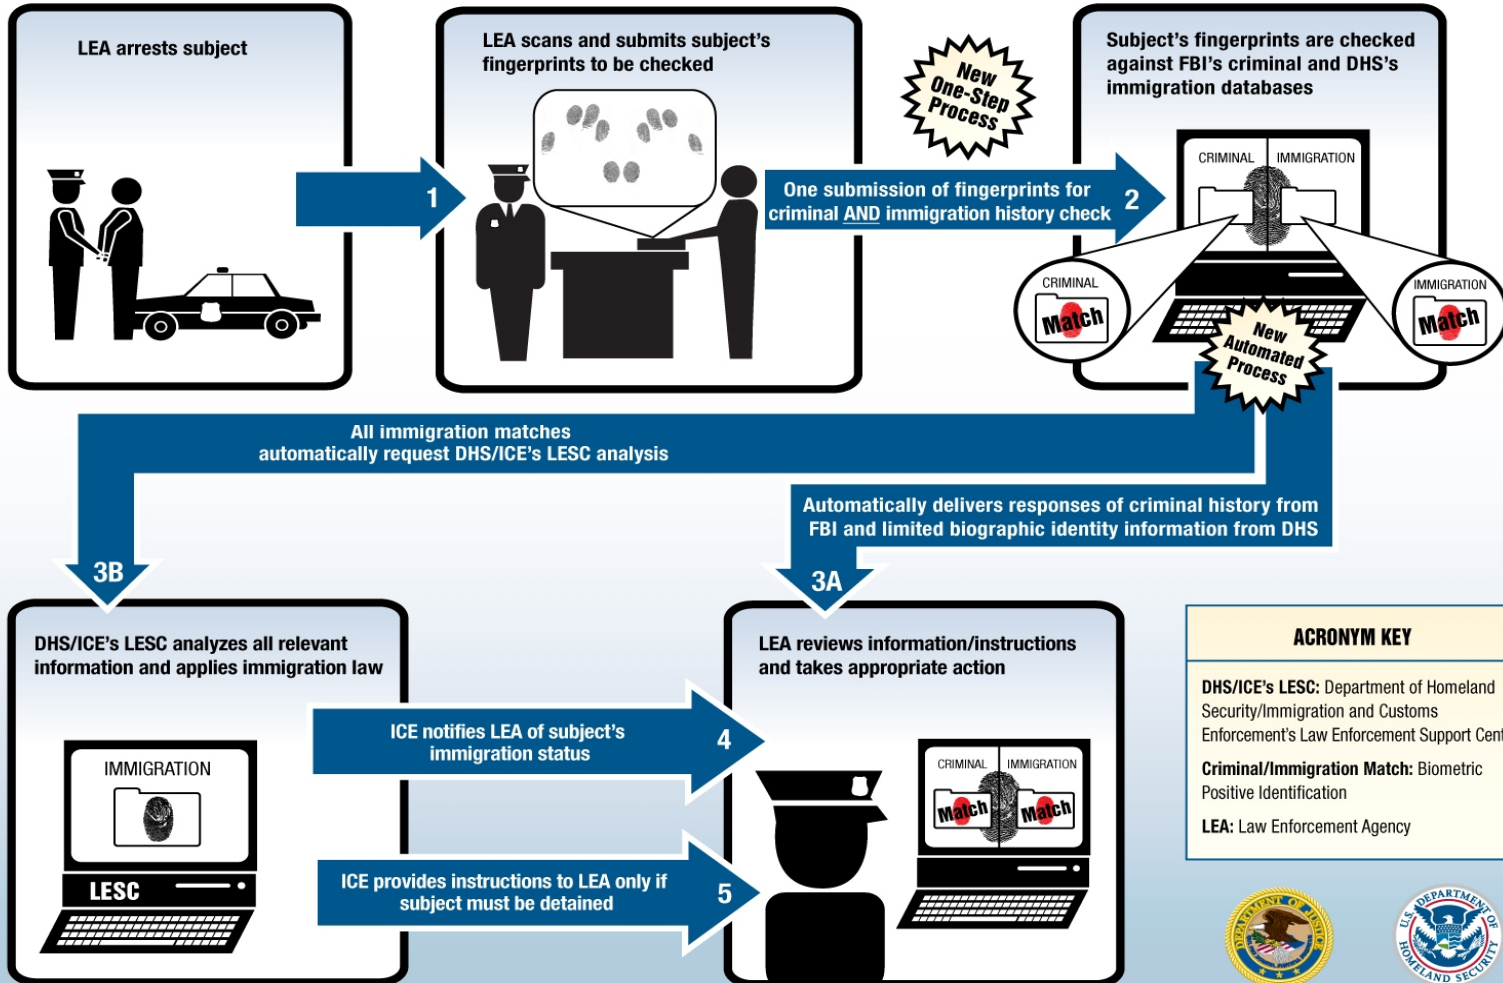 LEA arrests subject
1
LEA scans and submits subject's
fingerprints to be checked
New
One-Step
Process
One submission of fingerprints for
criminal AND immigration history check
2
Subject's fingerprints are checked
against FBI's criminal and DHS's
immigration databases
CRIMINAL
IMMIGRATION
CRIMINAL
Match
IMMIGRATION
Match
New
Automated
Process
All immigration matches
automatically request DHS/ICE's LESC analysis
3B
Automatically delivers responses of criminal history from
FBI and limited biographic identity information from DHS
3A
DHS/ICE's LESC analyzes all relevant
information and applies immigration law
IMMIGRATION
LESC
ICE notifies LEA of subject's
immigration status
4
ICE provides instructions to LEA only if
subject must be detained
5
LEA reviews information/instructions
and takes appropriate action
CRIMINAL
IMMIGRATION
Match
Match
ACRONYM KEY
DHS/ICE's LESC: Department of Homeland
Security/Immigration and Customs
Enforcement's Law Enforcement Support Cent
Criminal/Immigration Match: Biometric
Positive Identification
LEA: Law Enforcement Agency
DEPARTMENT OF JUSTICE
U.S. DEPARTMENT OF
HOMELAND SECURITY